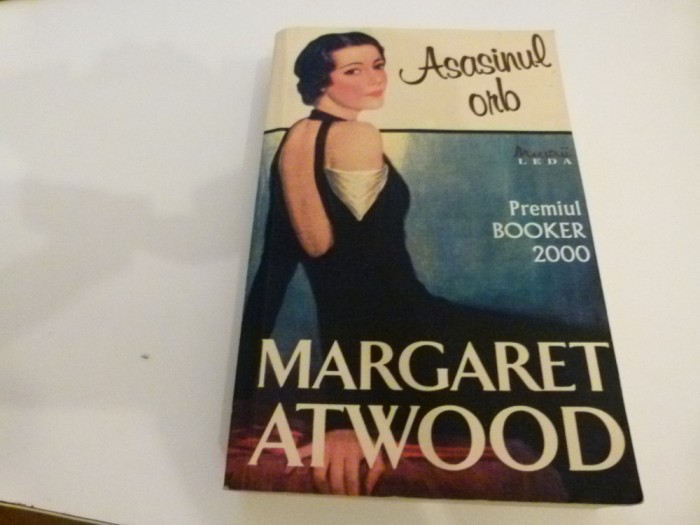 Asasinul
orb
LEDA
Premiul
BOOKER
2000
MARGARET
ATWOOD